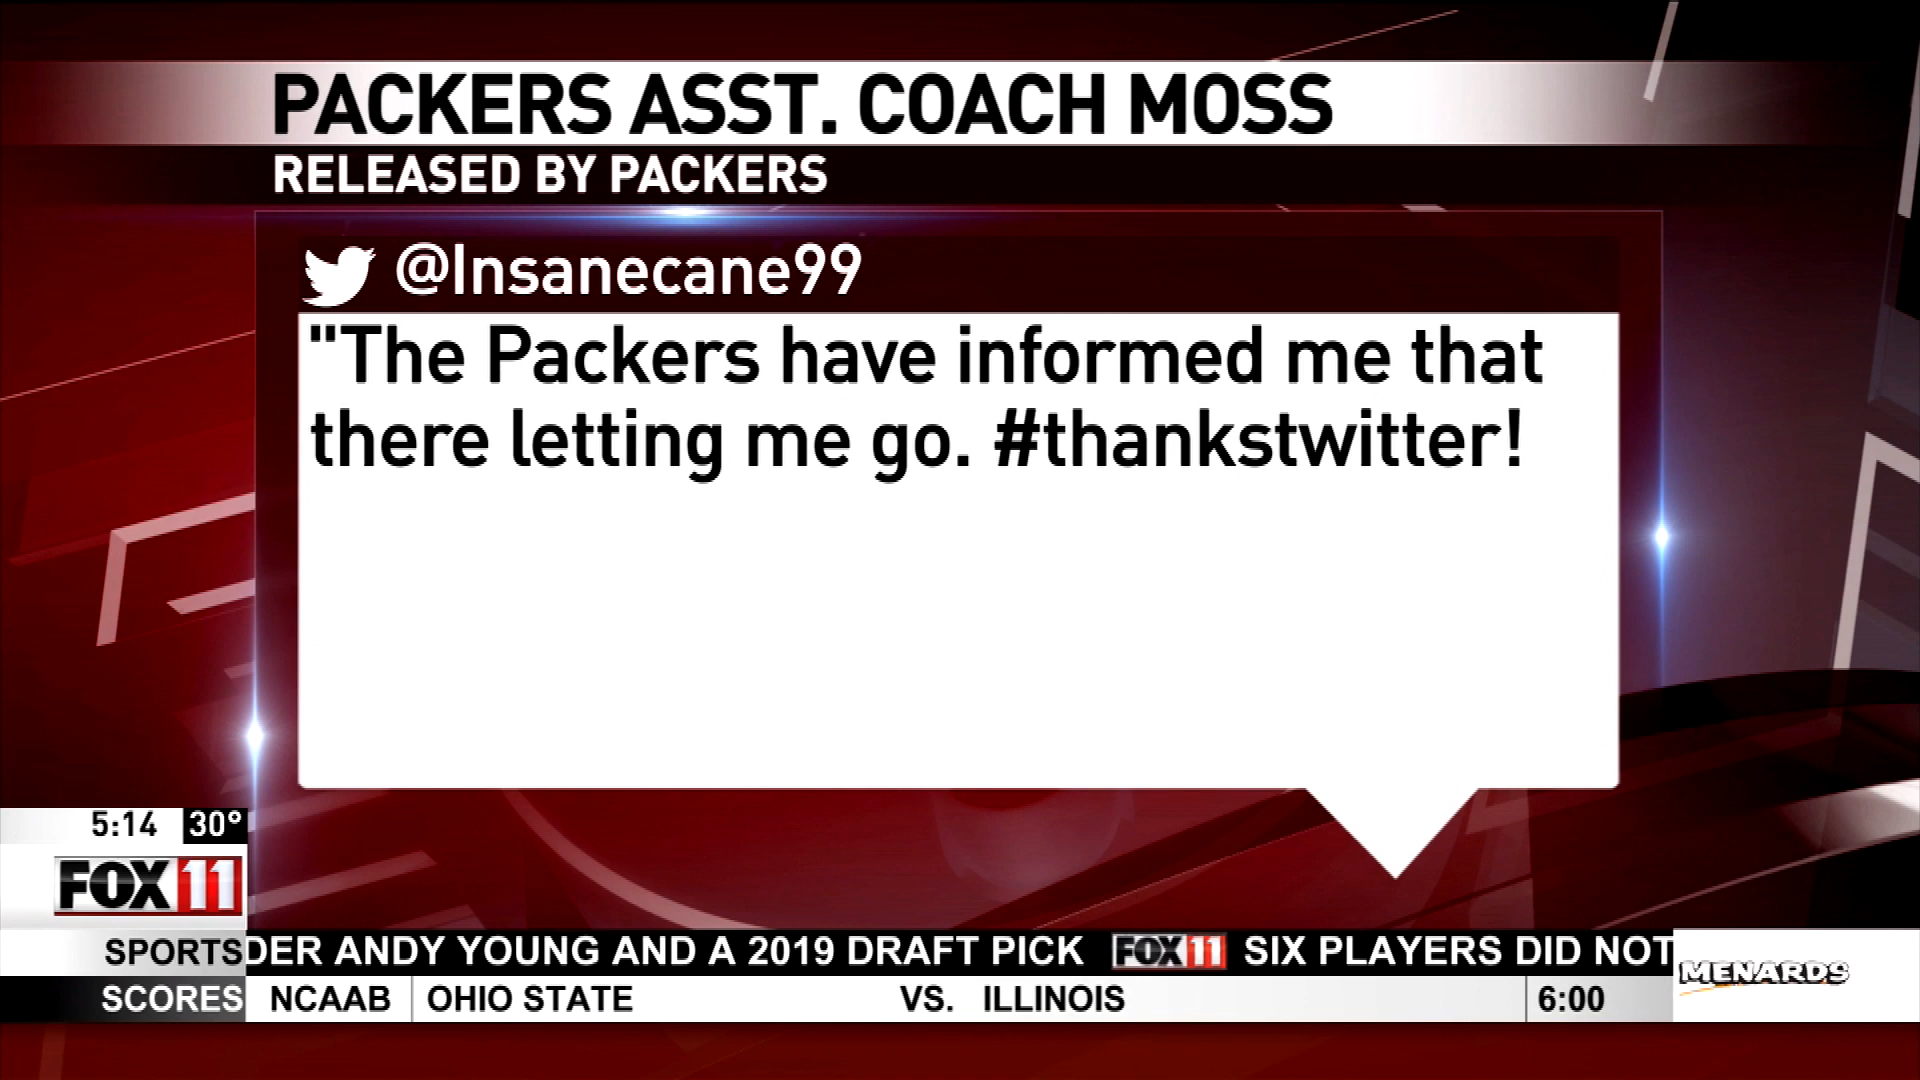 PACKERS ASST. COACH MOSS
RELEASED BY PACKERS
@Insanecane99
"The Packers have informed me that
there letting me go. #thankstwitter!
5:14 30°
FOX 11
SPORTS DER ANDY YOUNG AND A 2019 DRAFT PICK FOX 11 SIX PLAYERS DID NOT
MENARDS
SCORES NCAAB OHIO STATE VS. ILLINOIS 6:00